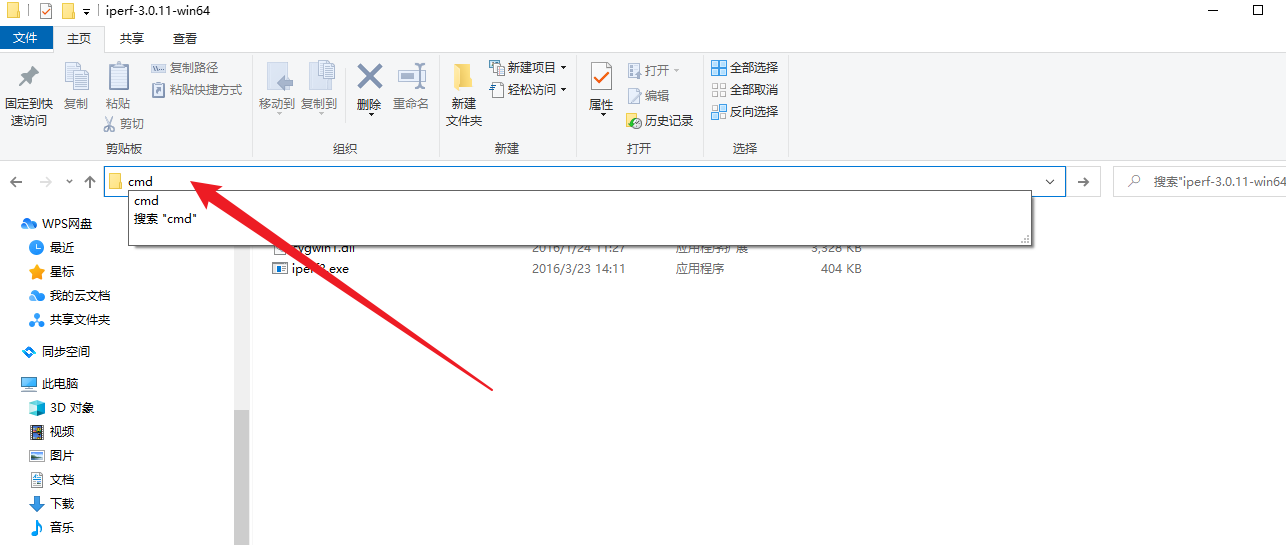 iperf-3.0.11-win64
文件 主页 共享 查看
固定到快
速访问
复制
粘贴
复制路径
粘贴快捷方式
剪切
剪贴板
移动到
复制到
删除
重命名
组织
新建
文件夹
新建项目
轻松访问
新建
属性
打开
编辑
历史记录
打开
全部选择
全部取消
反向选择
选择
cmd
搜索"iperf-3.0.11-win64
cmd
搜索 "cmd"
cygwin1.dll 2016/1/24 11:27 应用程序扩展 3,328 KB
iperf3.exe 2016/3/23 14:11 应用程序 404 KB
WPS网盘
最近
星标
我的云文档
共享文件夹
同步空间
此电脑
3D 对象
视频
图片
文档
下载
音乐